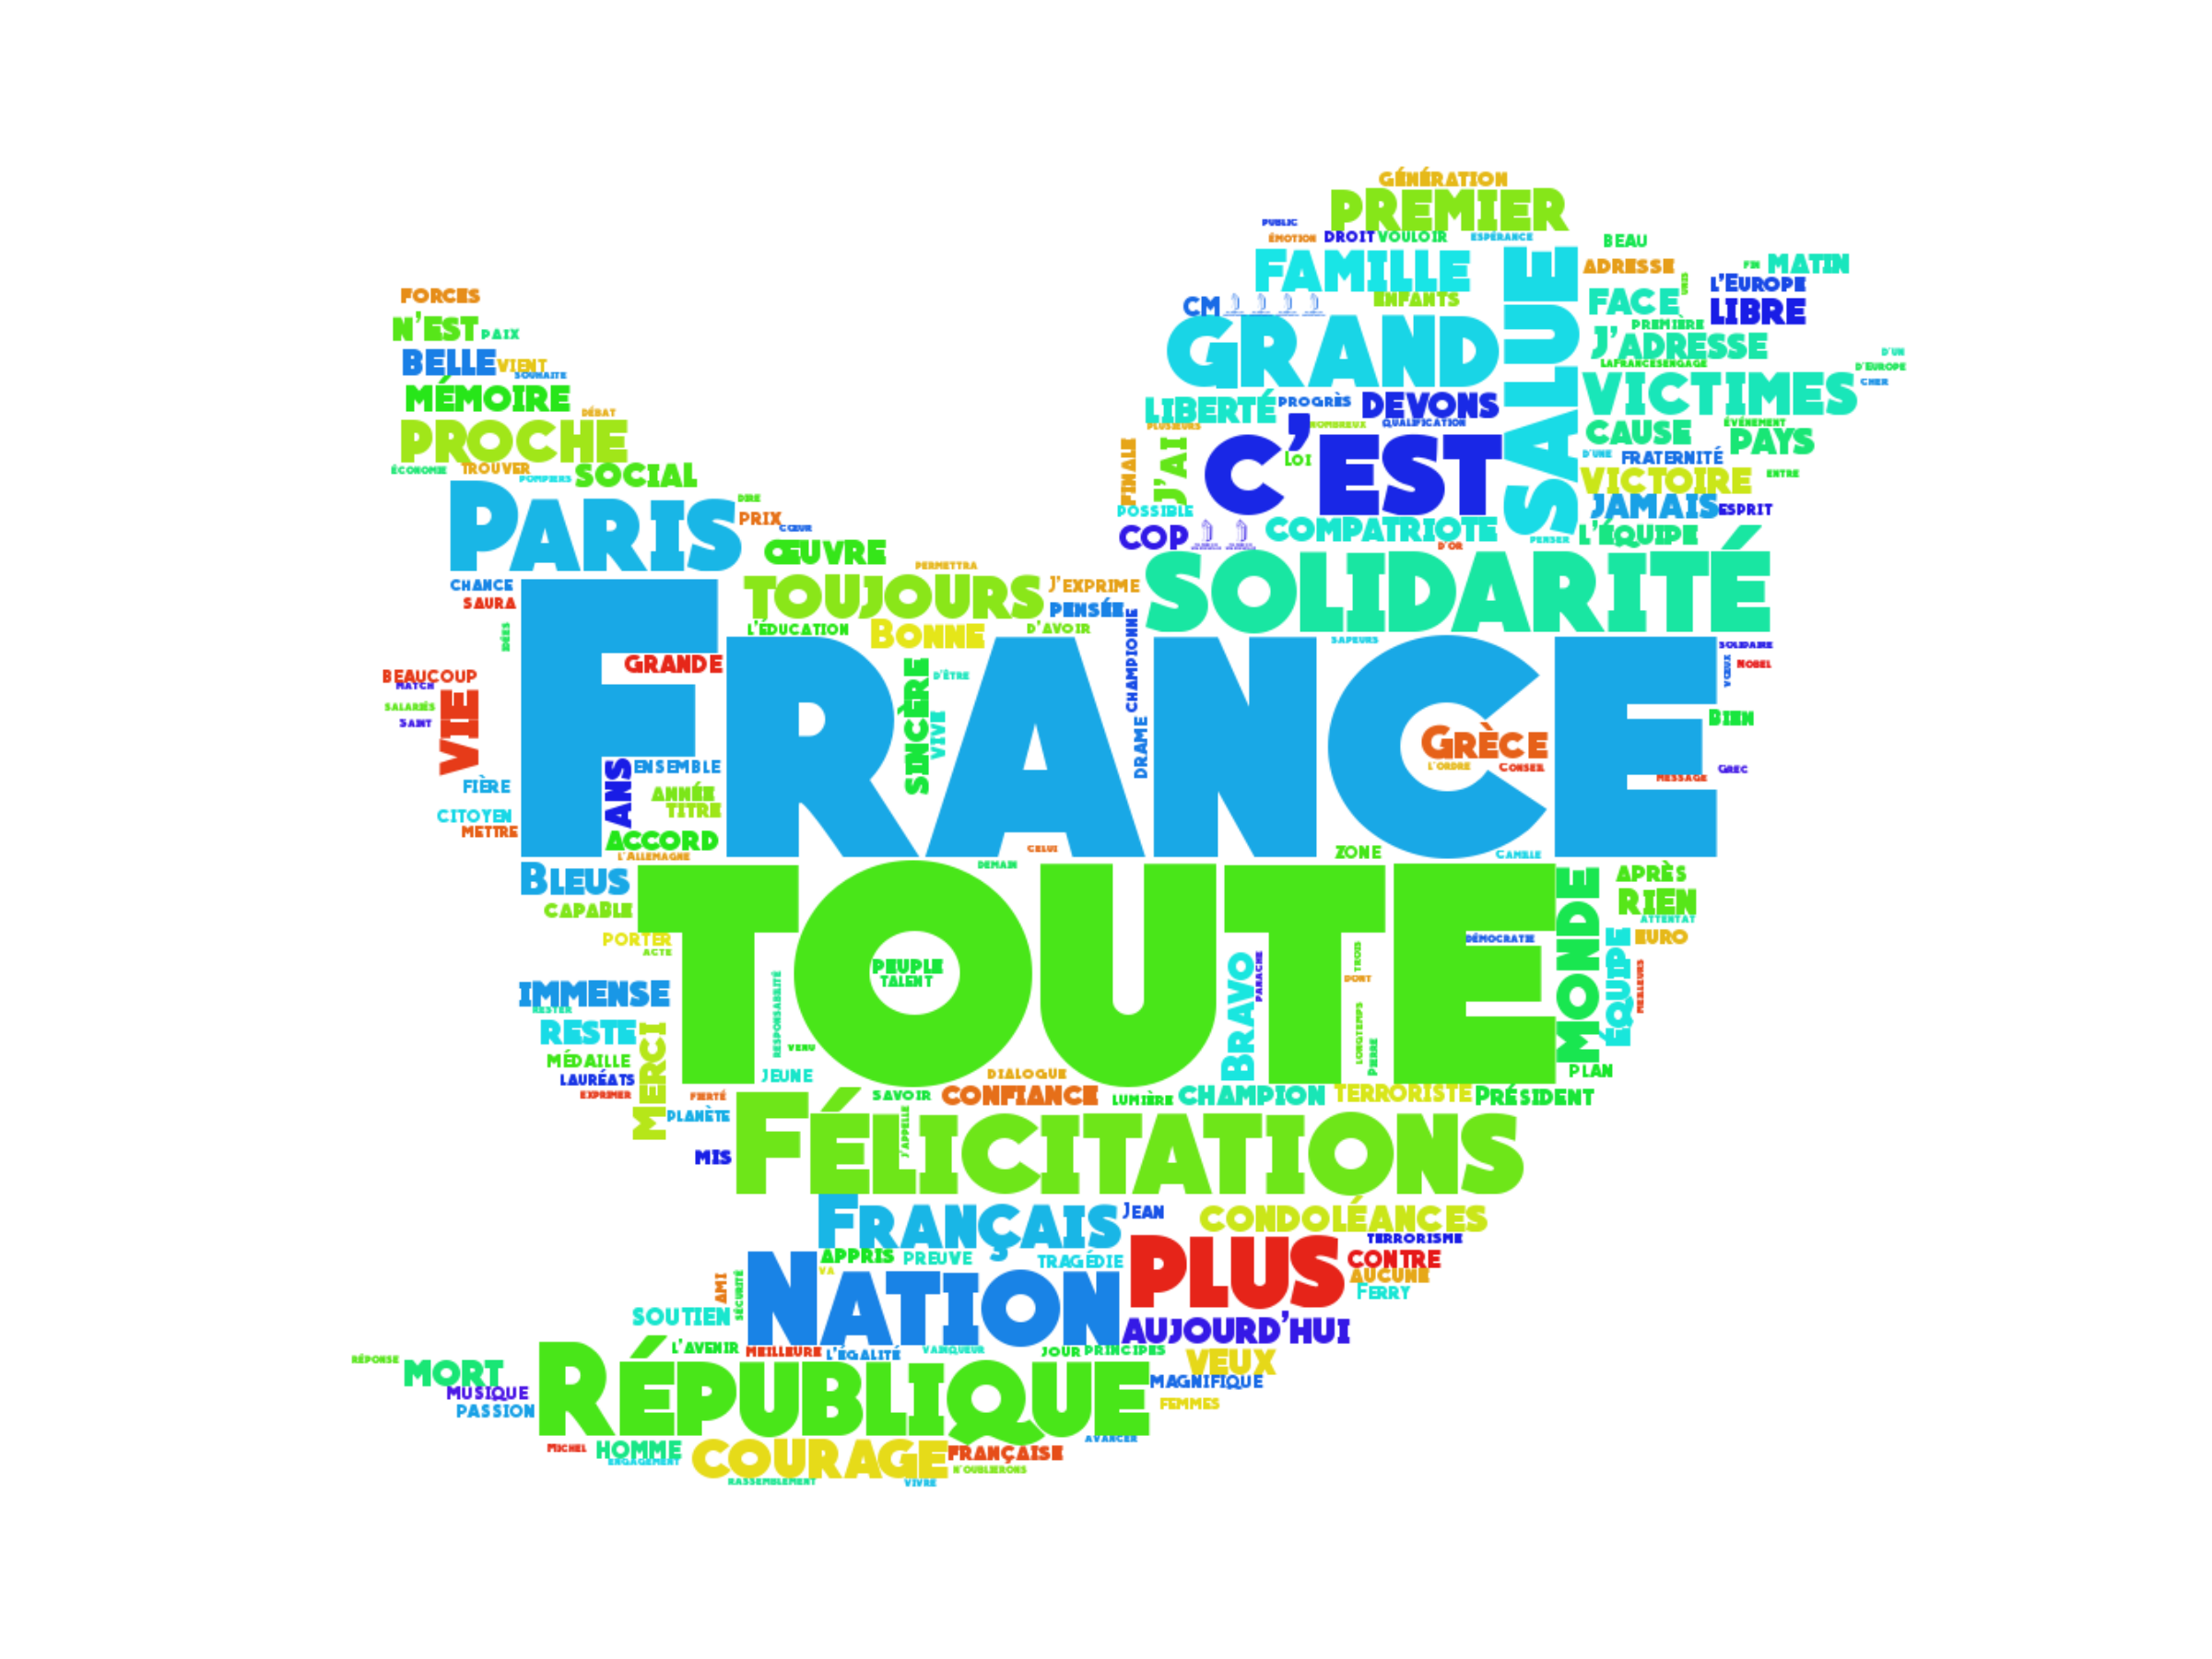 GÉNÉRATION
PREMIER
PUBLIC
ÉMOTION DROIT VOULOIR ESPÉRANCE
BEAU
FAMILLE
ADRESSE
FIN MATIN
L'EUROPE
FORCES
CM
ENFANTS
FACE
LIBRE
SALUE
N'EST PAIX
GRAND
PREMIÈRE
J'ADRESSE
BELLE VIENT
SOUHAITE
LAFRANCESENGAGE
D'UN
D'EUROPE
CHER
MÉMOIRE
DÉBAT
LIBERTÉ PROGRÈS DEVONS
VICTIMES
PLUSIEURS
NOMBREUX QUALIFICATION
ÉVÉNEMENT
PROCHE
CAUSE PAYS
FINALE
J'AI
C'EST
LOI
D'UNE FRATERNITÉ
ÉCONOMIE TROUVER
POMPIERS SOCIAL
VICTOIRE ENTRE
PARIS
DIRE
PRIX
CŒUR
POSSIBLE
JAMAIS ESPRIT
COP
COMPATRIOTE
D'OR
PENSER L'ÉQUIPE
ŒUVRE
PERMETTRA
SOLIDARITÉ
CHANCE
SAURA
TOUJOURS J'EXPRIME
PENSÉE
IDÉES
L'ÉDUCATION BONNE D'AVOIR
CHAMPIONNE
SAPEURS
SOLIDAIRE
FRANCE
GRANDE
SINCÈRE
D'ÊTRE
VIVE
DRAME
VŒUX
NOBEL
BEAUCOUP
MATCH
SALARIÉS
SAINT
VIE
BIEN
GRÈCE
L'ORDRE CONSEIL
MESSAGE
GREC
FIÈRE
ANS
ENSEMBLE
ANNÉE
TITRE
CITOYEN
METTRE
ACCORD
L'ALLEMAGNE
CELUI
ZONE
CAMILLE
DEMAIN
BLEUS
CAPABLE
TOUTE
MONDE
APRÈS
RIEN
ATTENTAT
PORTER
ACTE
PEUPLE
TALENT
DÉMOCRATIE
ÉQUIPE
EURO
MEILLEURS
BRAVO
PANACHE
TROIS
DONT
IMMENSE
RESTER
RESTE
MERCI
RESPONSABILITÉ
VENU
LONGTEMPS
PIERRE
MÉDAILLE
LAURÉATS
EXPRIMER
JEUNE
DIALOGUE
PLAN
FIERTÉ
PLANÈTE
SAVOIR CONFIANCE LUMIÈRE CHAMPION TERRORISTE PRÉSIDENT
J'APPELLE
MIS
FÉLICITATIONS
FRANÇAIS JEAN CONDOLÉANCES
APPRIS PREUVE TRAGÉDIE
TERRORISME
VA
PLUS
CONTRE
AUCUNE
FERRY
AMI
SÉCURITÉ
NATION
SOUTIEN
AUJOURD'HUI
L'AVENIR MEILLEURE L'ÉGALITÉ VAINQUEUR JOUR PRINCIPES
RÉPONSE MORT
VEUX
MUSIQUE
PASSION
RÉPUBLIQUE
MAGNIFIQUE
FEMMES
MICHEL HOMME
ENGAGEMENT
COURAGE FRANÇAISE
AVANCER
N'OUBLIERONS
RASSEMBLEMENT VIVRE